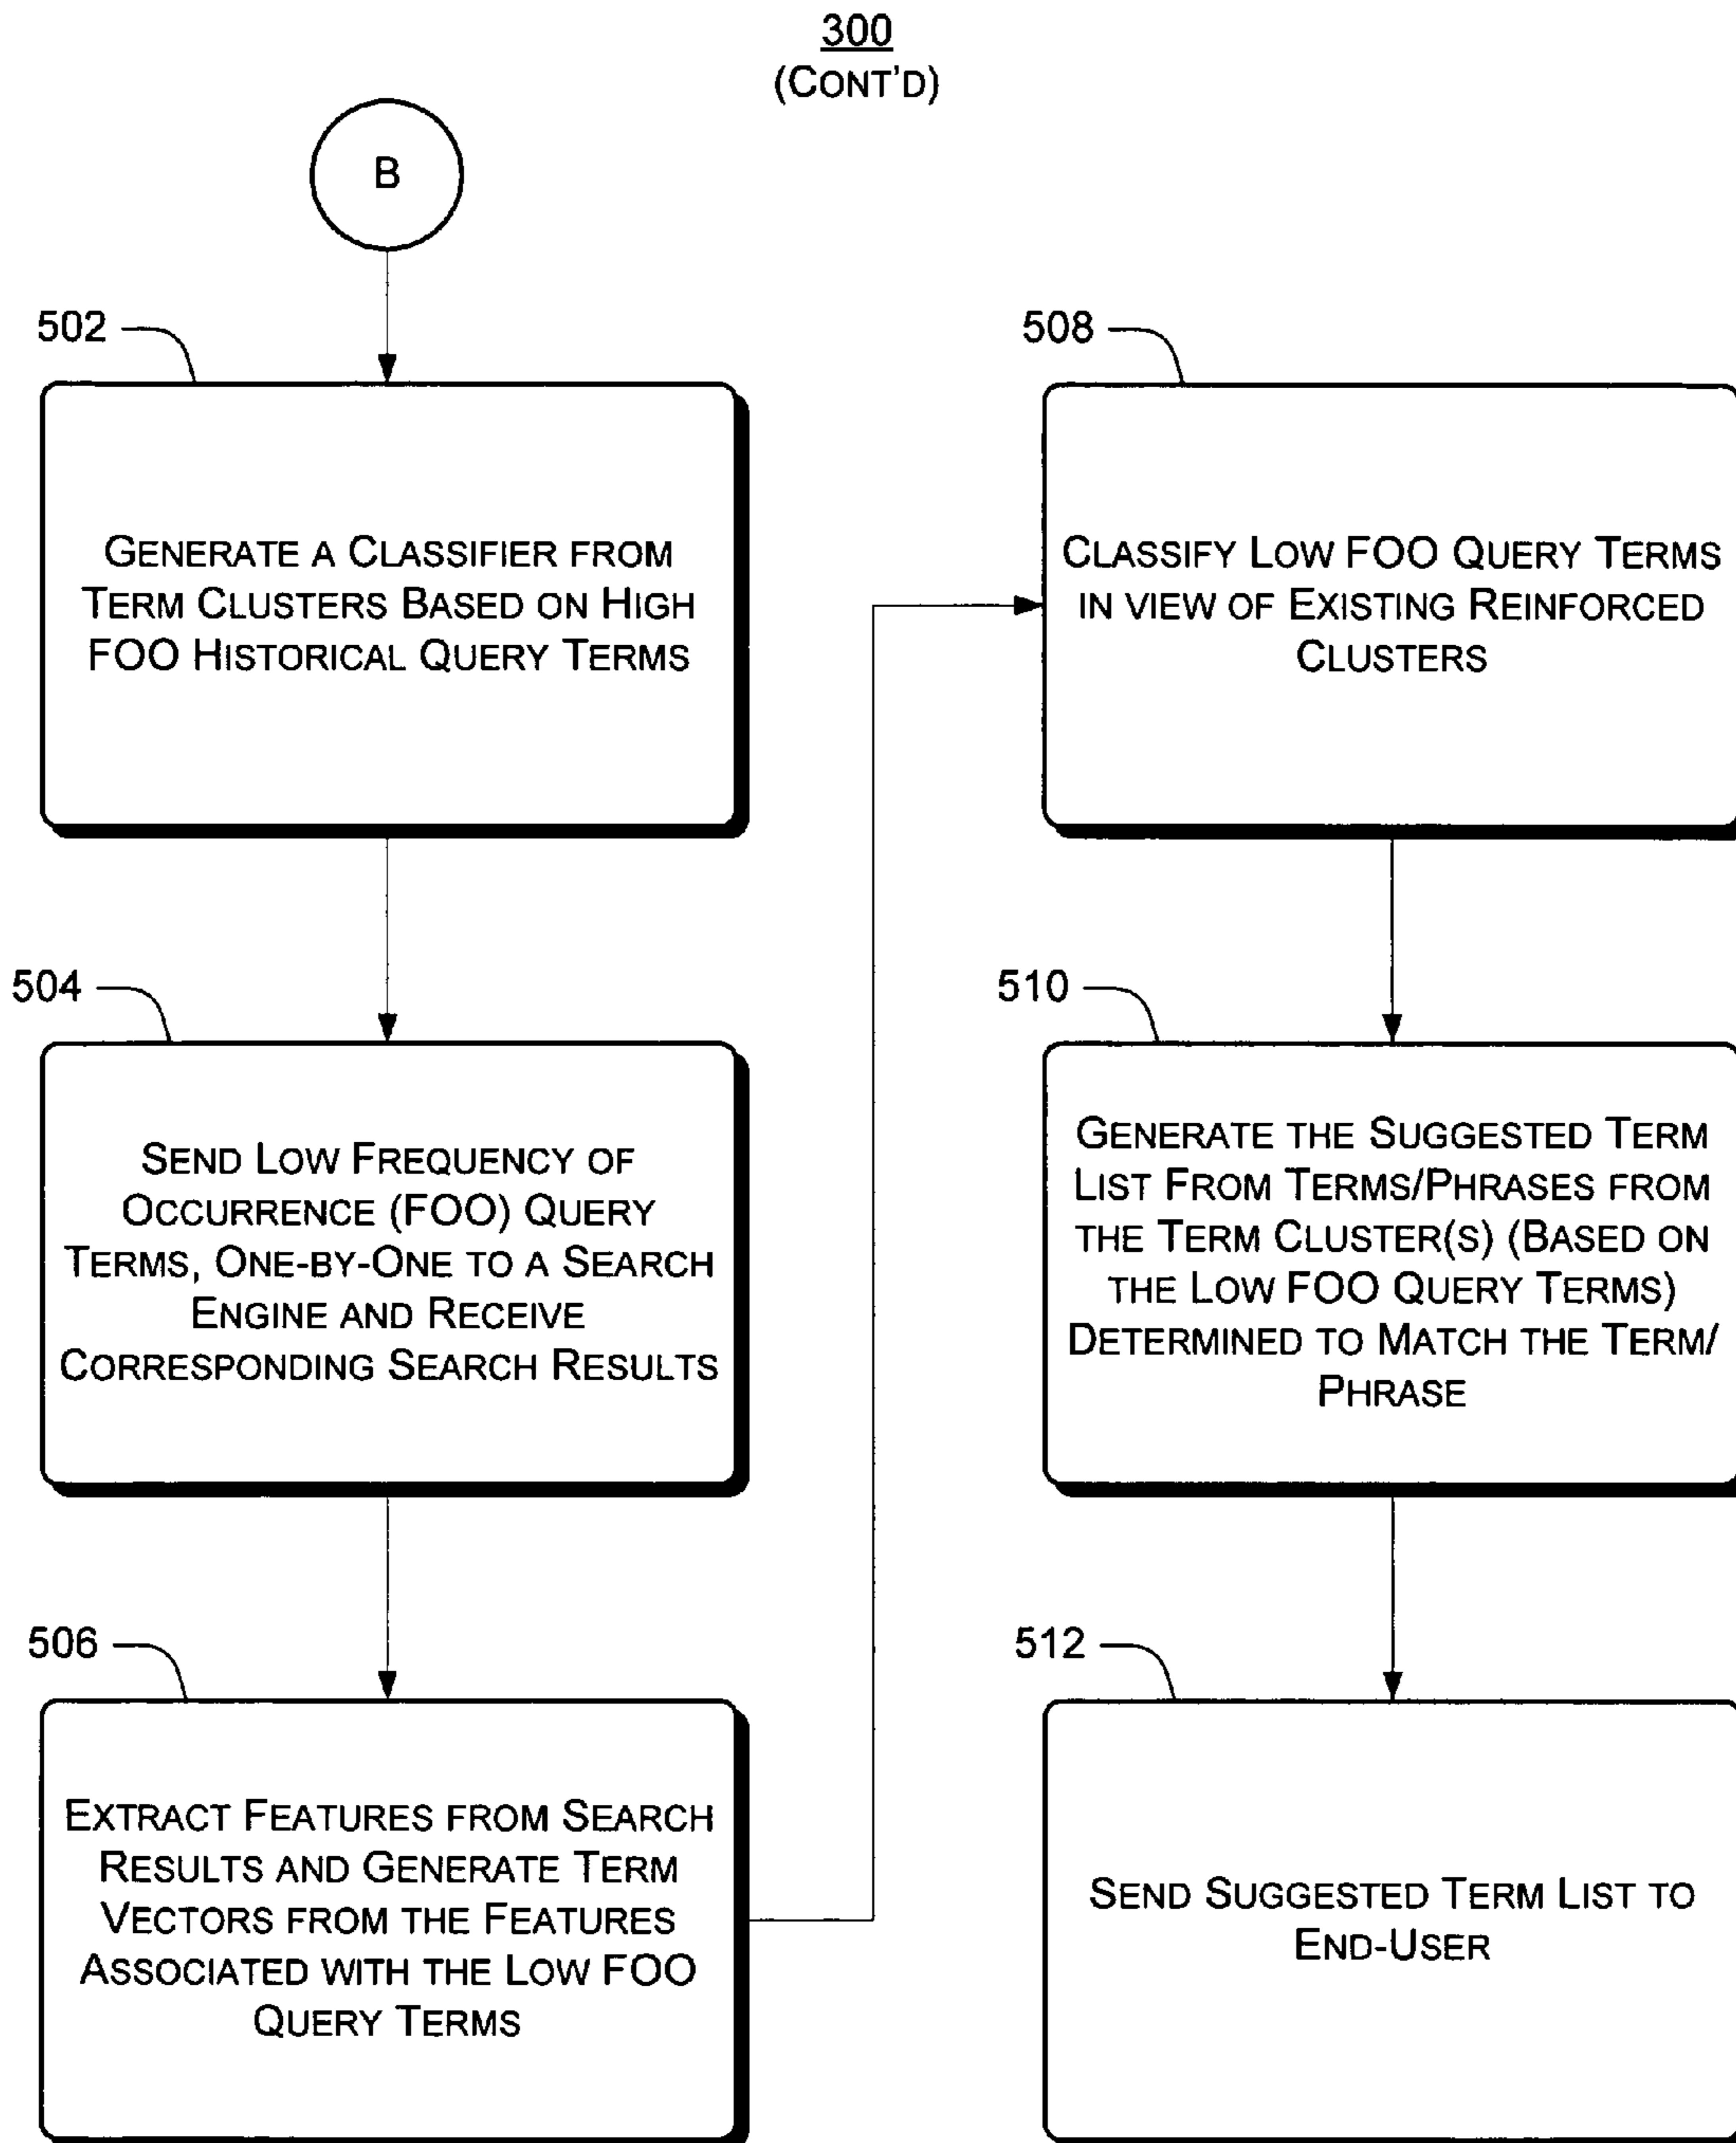 300
(CONT'D)
B
502
GENERATE A CLASSIFIER FROM
TERM CLUSTERS BASED ON HIGH
FOO HISTORICAL QUERY TERMS
504
SEND LOW FREQUENCY OF
OCCURRENCE (FOO) QUERY
TERMS, ONE-BY-ONE TO A SEARCH
ENGINE AND RECEIVE
CORRESPONDING SEARCH RESULTS
506
EXTRACT FEATURES FROM SEARCH
RESULTS AND GENERATE TERM
VECTORS FROM THE FEATURES
ASSOCIATED WITH THE LOW FOO
QUERY TERMS
508
CLASSIFY LOW FOO QUERY TERMS
IN VIEW OF EXISTING REINFORCED
CLUSTERS
510
GENERATE THE SUGGESTED TERM
LIST FROM TERMS/PHRASES FROM
THE TERM CLUSTER(S) (BASED ON
THE LOW FOO QUERY TERMS)
DETERMINED TO MATCH THE TERM/
PHRASE
512
SEND SUGGESTED TERM LIST TO
END-USER